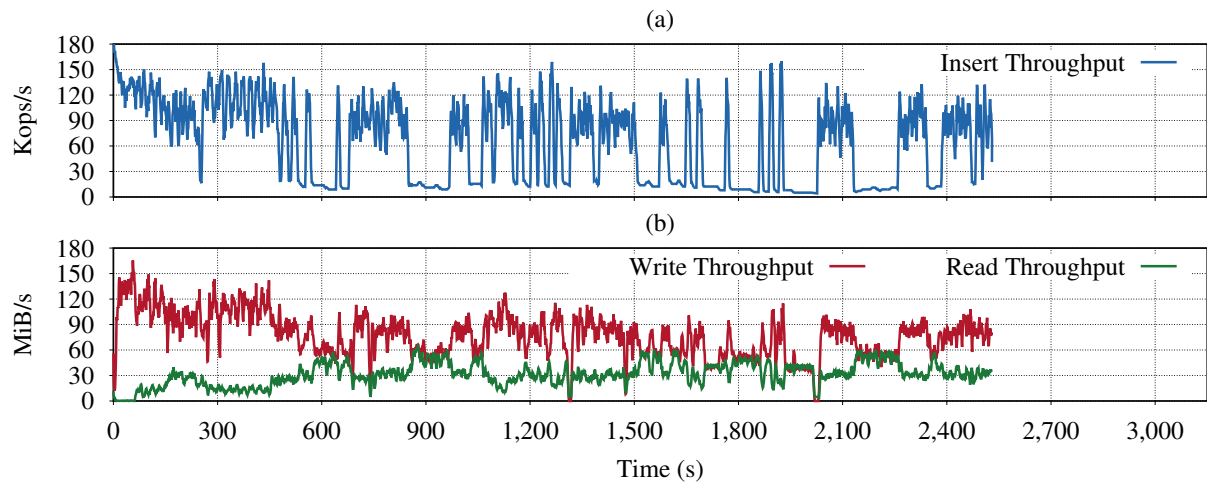 (a)
180
150
120
90
60
30
0
Kops/s
Insert Throughput
(b)
180
150
120
90
60
30
0
MiB/s
Write Throughput
Read Throughput
0 300 600 900 1,200 1,500 1,800 2,100 2,400 2,700 3,000
Time (s)